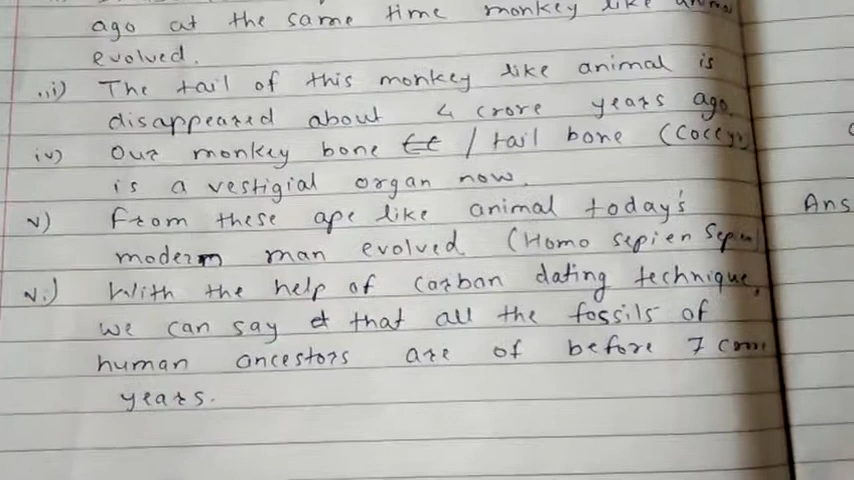 ago at the same time monkey like
evolved.
..i) The tail of this monkey like animal is
disappeared about 4 crore years ago
iv) Our monkey bone / tail bone (
is a vestigial organ now.
v) From these ape like animal today's
modern man evolved (Homo sepien
vi) With the help of carbon dating technique,
we can say that all the fossils of
human ancestors are of before 7
years.
Ans